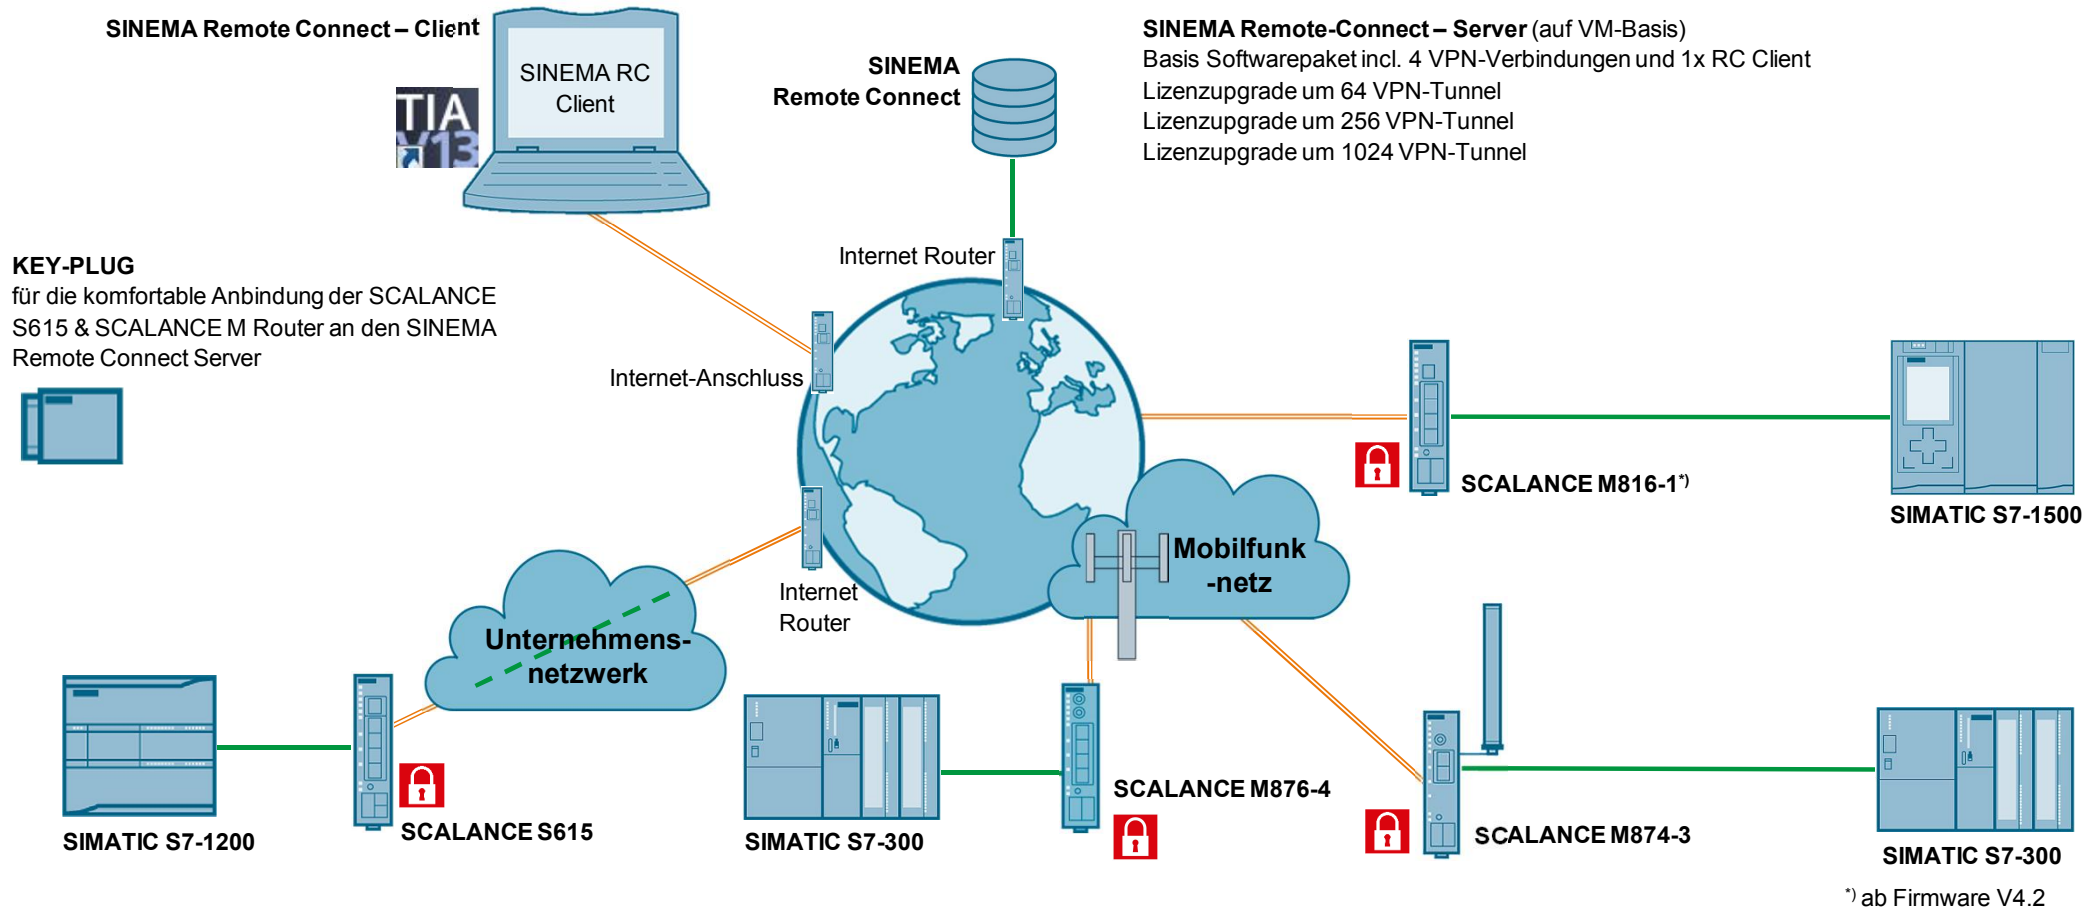 SINEMA Remote Connect – Client
SINEMA RC
Client
TIA
V13
SINEMA
Remote Connect
SINEMA Remote-Connect – Server (auf VM-Basis)
Basis Softwarepaket incl. 4 VPN-Verbindungen und 1x RC Client
Lizenzupgrade um 64 VPN-Tunnel
Lizenzupgrade um 256 VPN-Tunnel
Lizenzupgrade um 1024 VPN-Tunnel
KEY-PLUG
für die komfortable Anbindung der SCALANCE
S615 & SCALANCE M Router an den SINEMA
Remote Connect Server
Internet Router
Internet-Anschluss
SCALANCE M816-1*)
SIMATIC S7-1500
Mobilfunk
-netz
Internet
Router
Unternehmens-
netzwerk
SIMATIC S7-1200
SCALANCE S615
SIMATIC S7-300
SCALANCE M876-4
SCALANCE M874-3
SIMATIC S7-300
*) ab Firmware V4.2